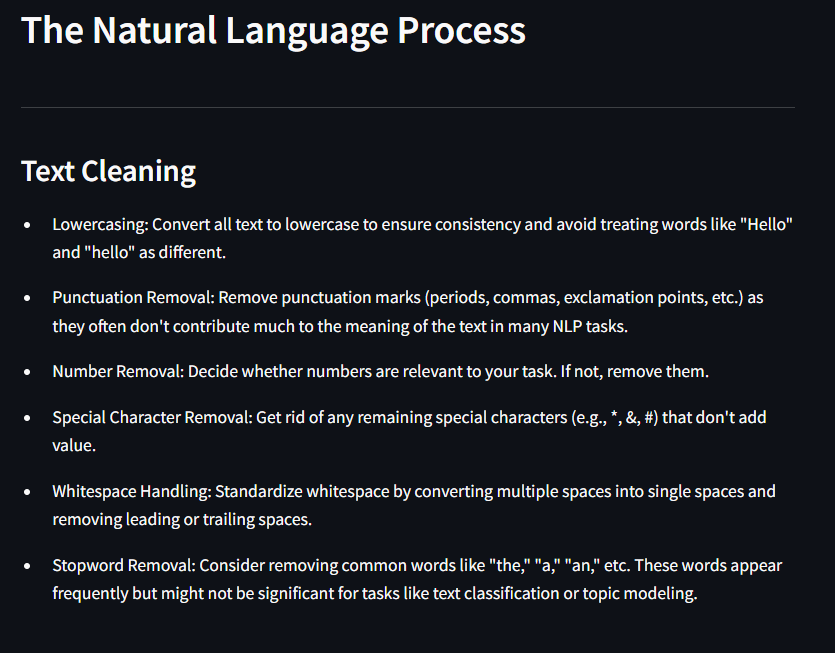 The Natural Language Process
Text Cleaning
• Lowercasing: Convert all text to lowercase to ensure consistency and avoid treating words like "Hello"
and "hello" as different.
• Punctuation Removal: Remove punctuation marks (periods, commas, exclamation points, etc.) as
they often don't contribute much to the meaning of the text in many NLP tasks.
• Number Removal: Decide whether numbers are relevant to your task. If not, remove them.
• Special Character Removal: Get rid of any remaining special characters (e.g., *, &, #) that don't add
value.
• Whitespace Handling: Standardize whitespace by converting multiple spaces into single spaces and
removing leading or trailing spaces.
• Stopword Removal: Consider removing common words like "the," "a," "an," etc. These words appear
frequently but might not be significant for tasks like text classification or topic modeling.